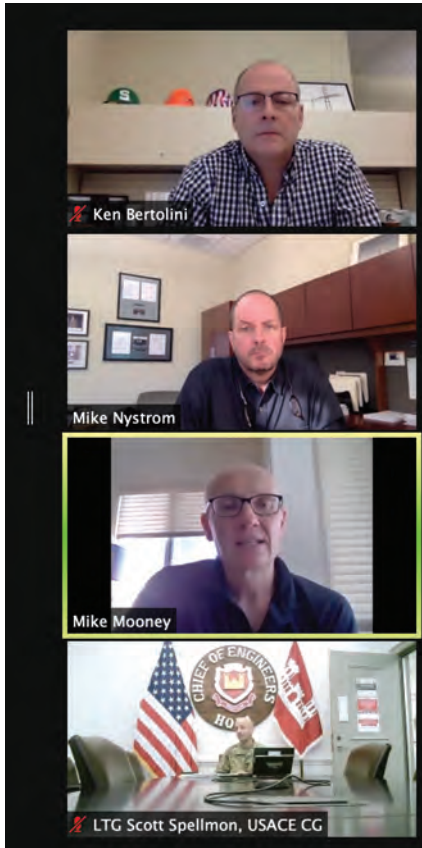 S
Ken Bertolini
Mike Nystrom
Mike Mooney
CHIEF OF ENGINEERS
LTG Scott Spellmon, USACE CG